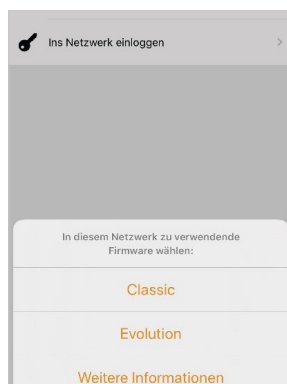 Ins Netzwerk einloggen
In diesem Netzwerk zu verwendende
Firmware wählen:
Classic
Evolution
Weitere Informationen